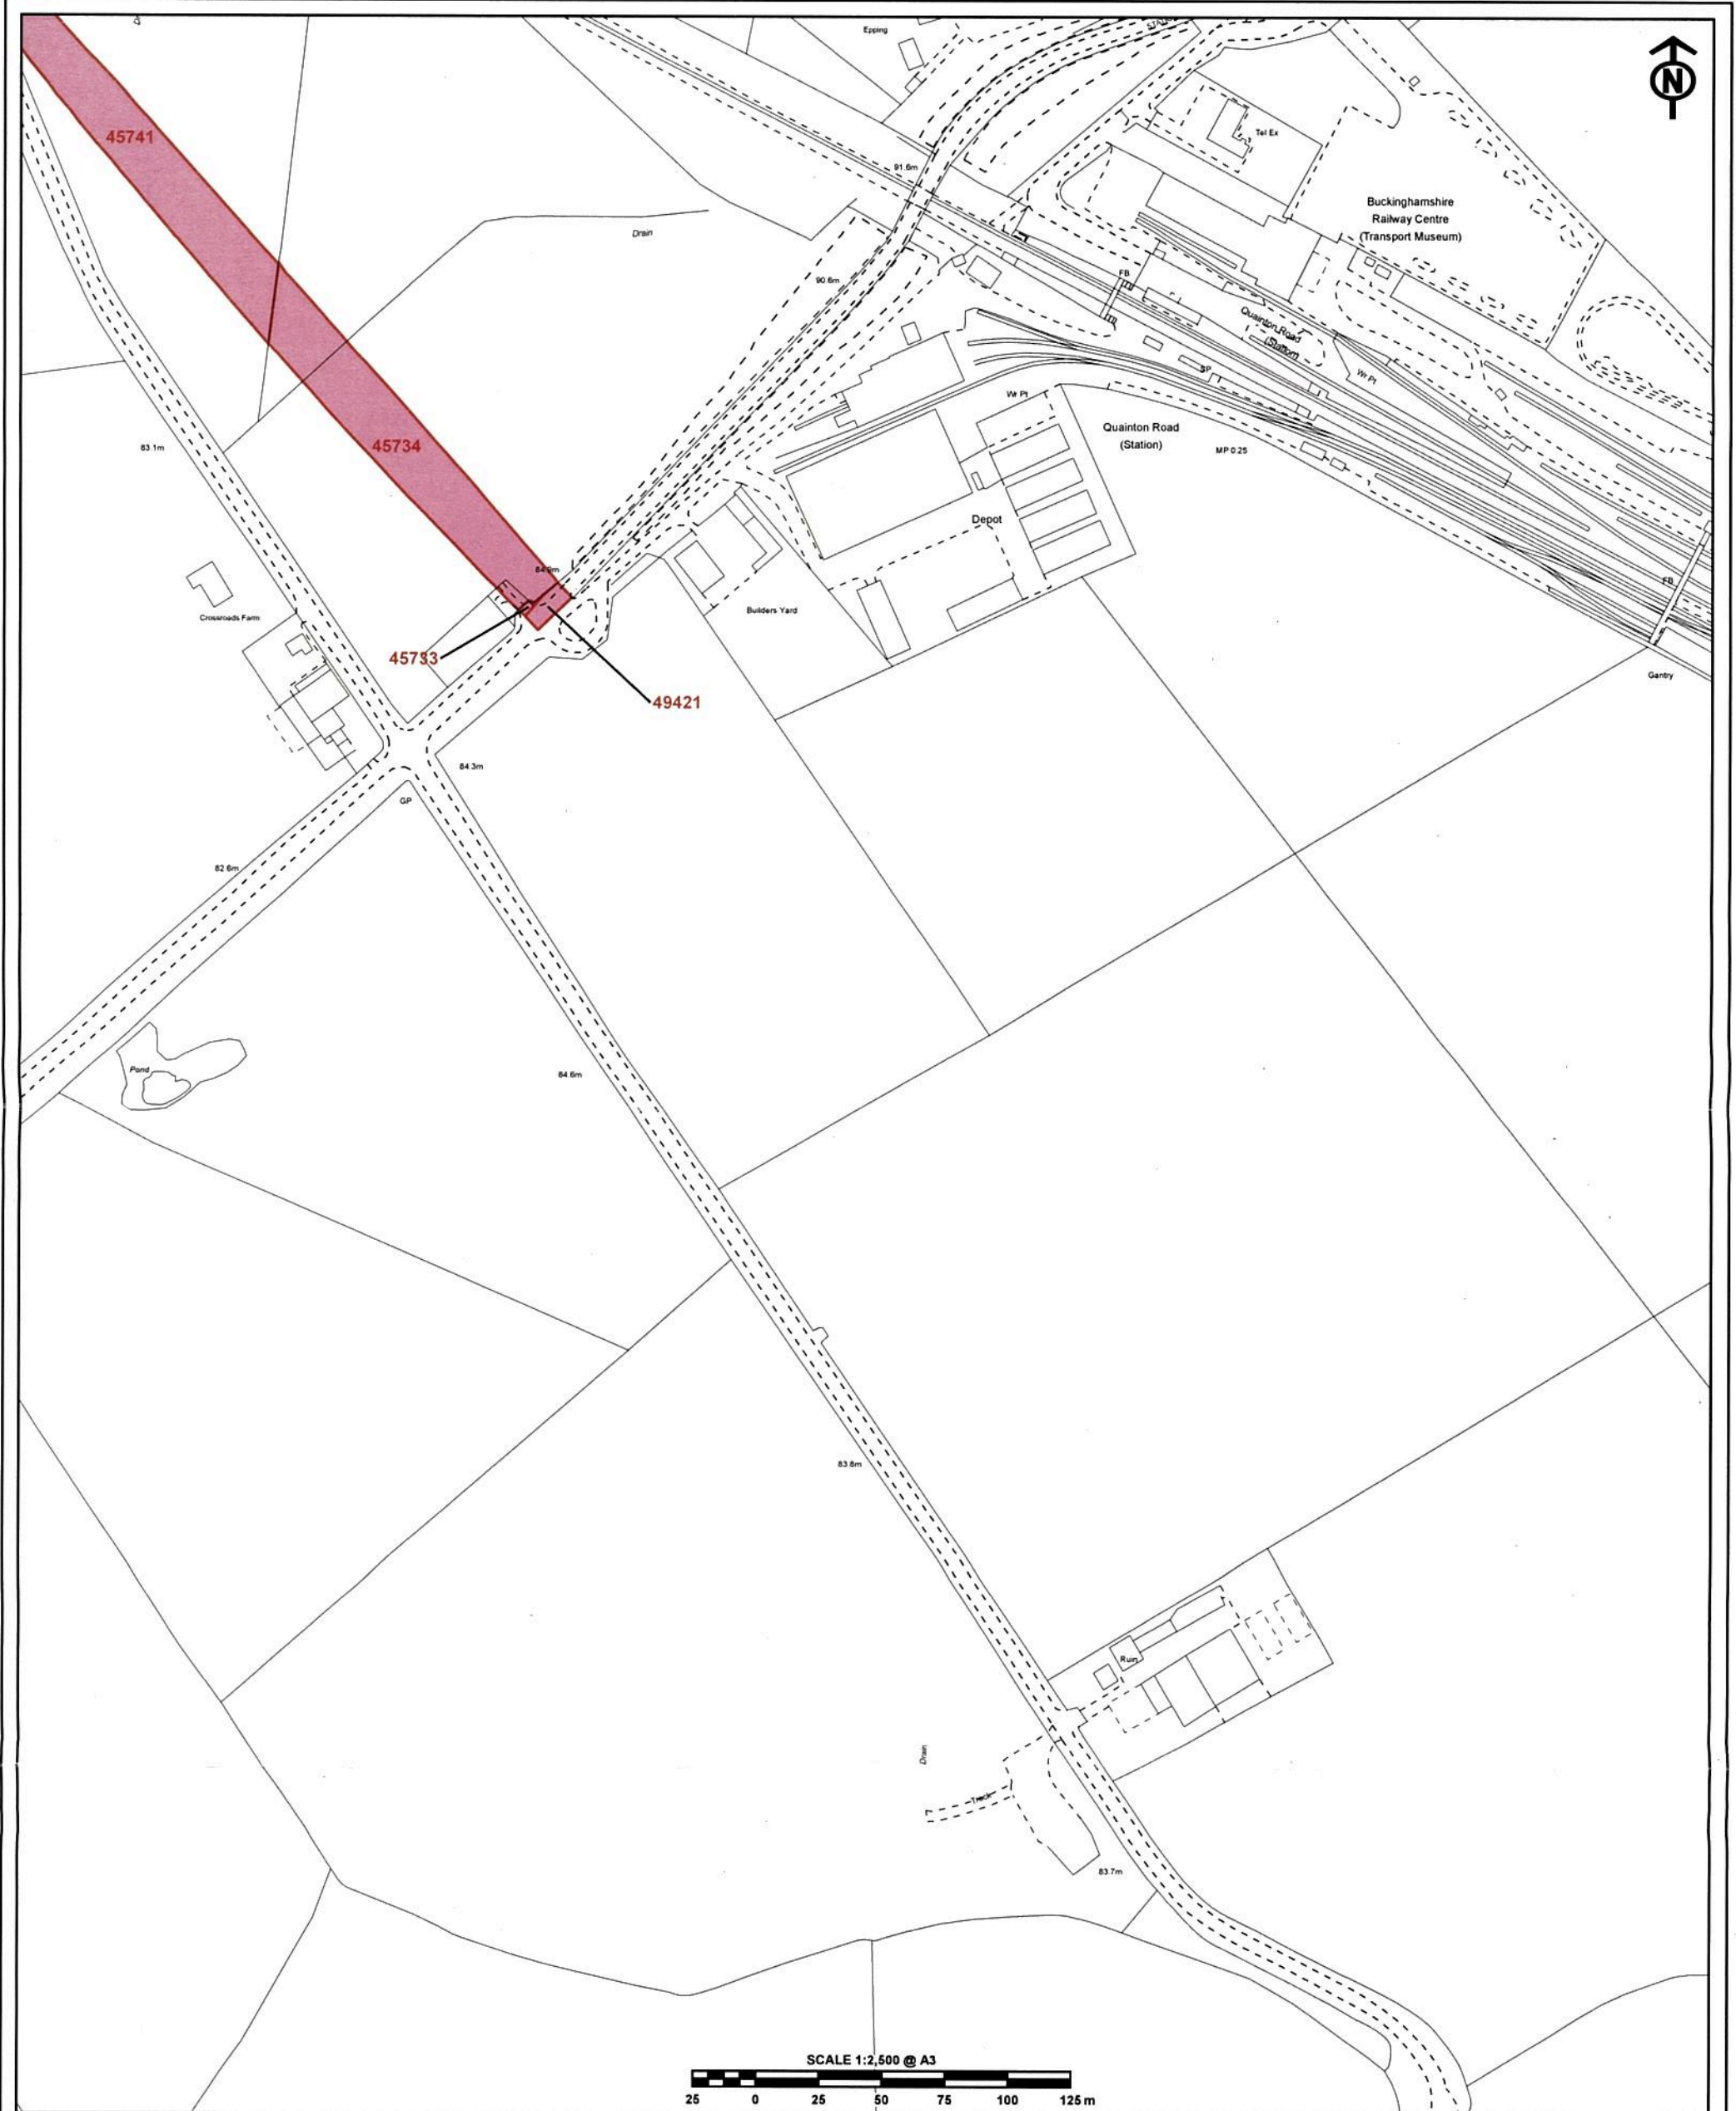 Epping
N
45741
Tel Ex
91.6m
Buckinghamshire
Railway Centre
(Transport Museum)
Drain
FB
90.6m
Quainton Road
(Station)
SP
Wr Pt
Wr Pt
Quainton Road
(Station)
MP 0.25
83.1m
45734
Depot
84.9m
FB
Builders Yard
Crossroads Farm
45733
Gantry
49421
84.3m
GP
82.6m
Pond
84.6m
83.8m
Ruin
Drain
Track
83.7m
SCALE 1:2,500 @ A3
25 0 25 50 75 100 125 m